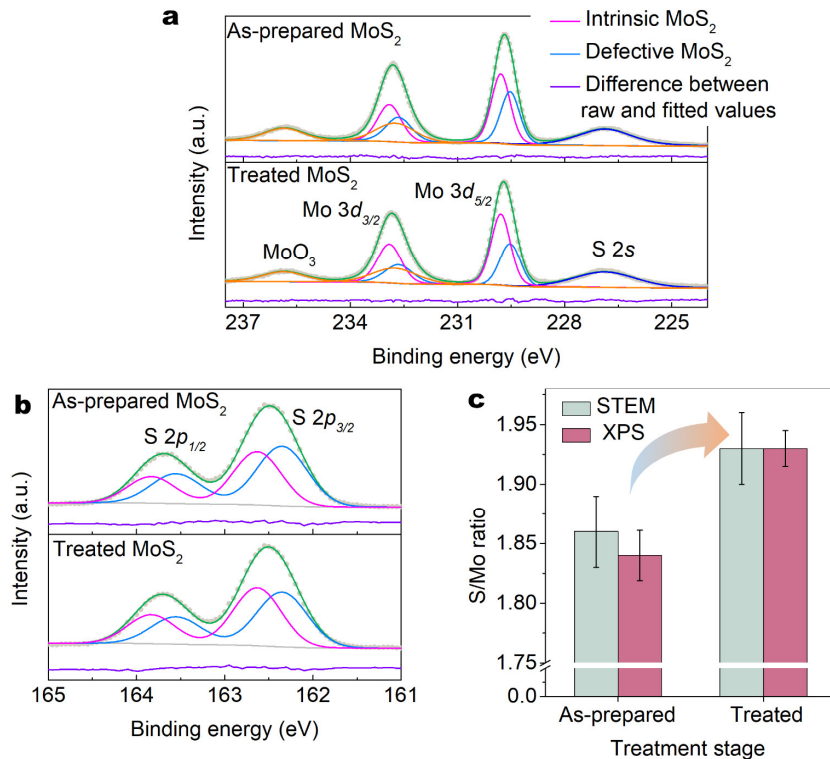 a
As-prepared MoS2
Intrinsic MoS2
Defective MoS2
Difference between
raw and fitted values
Treated MoS2
Mo 3d3/2
Mo 3d5/2
MoO3
S 2s
Intensity (a.u.)
237 234 231 228 225
Binding energy (eV)
b
As-prepared MoS2
S 2p1/2
S 2p3/2
Treated MoS2
Intensity (a.u.)
165 164 163 162 161
Binding energy (eV)
c
STEM
XPS
1.95
1.90
1.85
1.80
1.75
0.0
S/Mo ratio
As-prepared Treated
Treatment stage